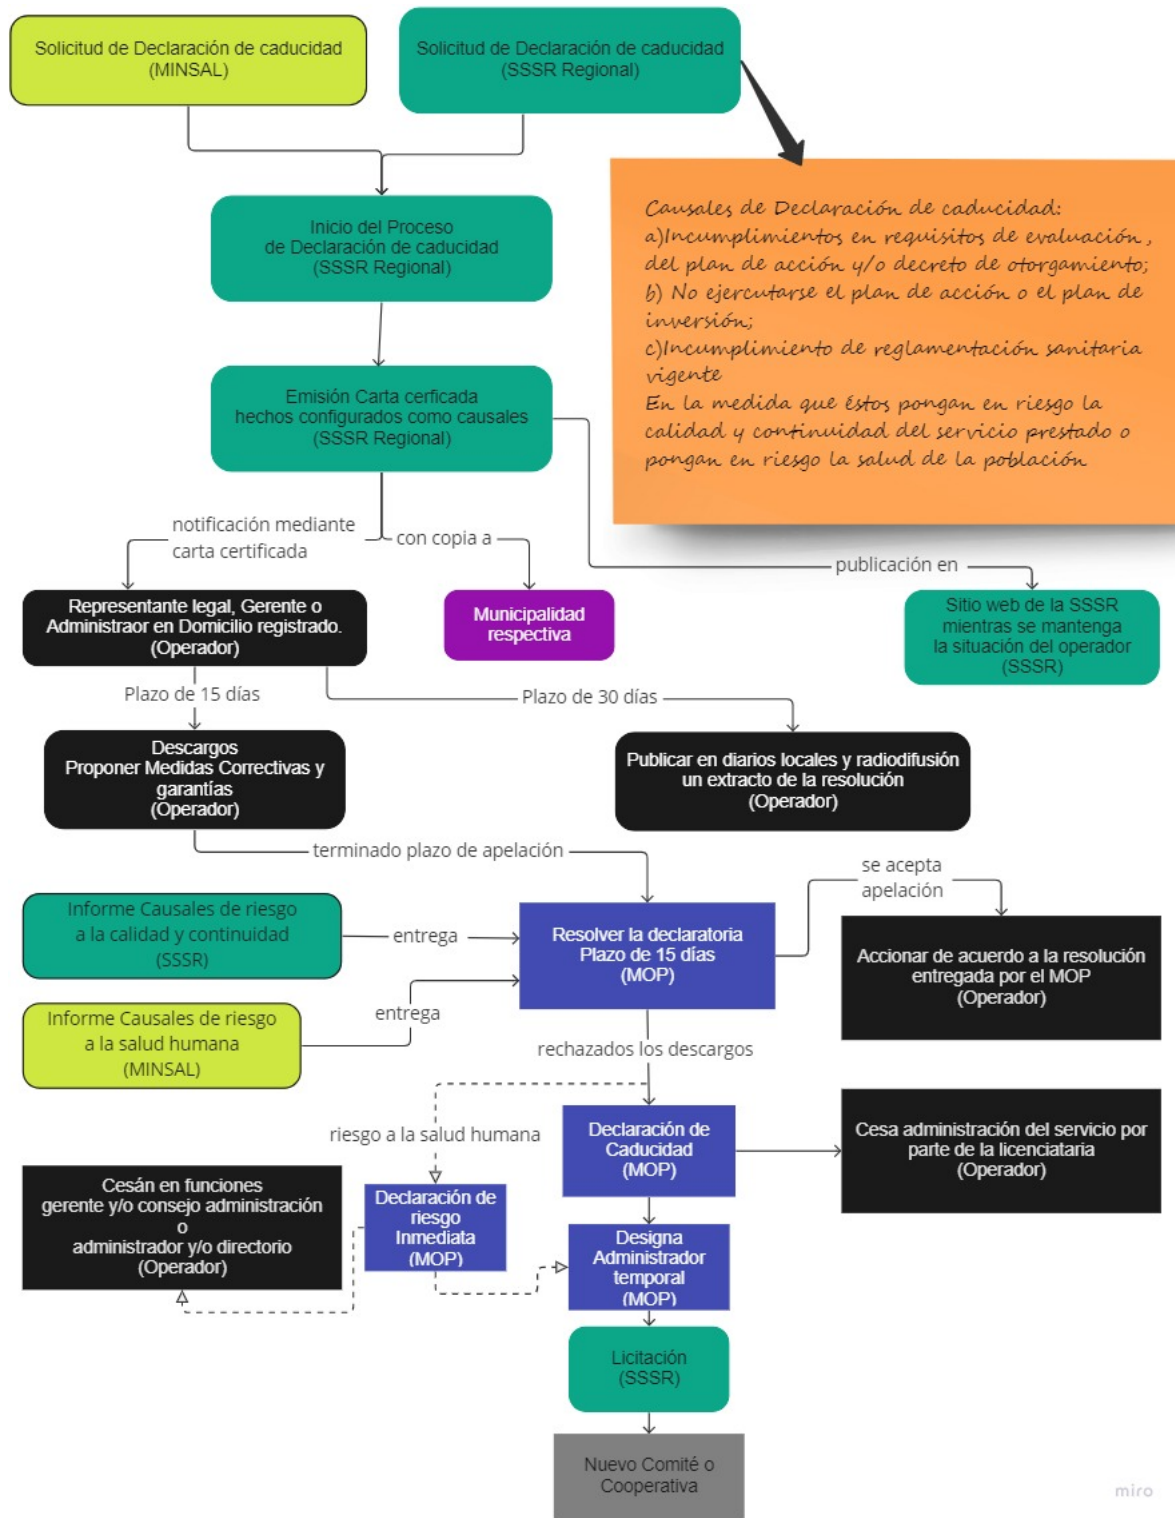 Solicitud de Declaración de caducidad
(MINSAL)
Solicitud de Declaración de caducidad
(SSSR Regional)
Inicio del Proceso
de Declaración de caducidad
(SSSR Regional)
Causales de Declaración de caducidad:
a)Incumplimientos en requisitos de evaluación,
del plan de acción y/o decreto de otorgamiento;
b) No ejercutarse el plan de acción o el plan de
inversión;
c)Incumplimiento de reglamentación sanitaria
vigente
En la medida que éstos pongan en riesgo la
calidad y continuidad del servicio prestado o
pongan en riesgo la salud de la población
Emisión Carta cerficada
hechos configurados como causales
(SSSR Regional)
notificación mediante
carta certificada
con copia a
publicación en
Representante legal, Gerente o
Administraor en Domicilio registrado.
(Operador)
Municipalidad
respectiva
Sitio web de la SSSR
mientras se mantenga
la situación del operador
(SSSR)
Plazo de 15 días
Plazo de 30 días
Descargos
Proponer Medidas Correctivas y
garantías
(Operador)
Publicar en diarios locales y radiodifusión
un extracto de la resolución
(Operador)
terminado plazo de apelación
se acepta
apelación
Informe Causales de riesgo
a la calidad y continuidad
(SSSR)
entrega
Resolver la declaratoria
Plazo de 15 días
(MOP)
Accionar de acuerdo a la resolución
entregada por el MOP
(Operador)
Informe Causales de riesgo
a la salud humana
(MINSAL)
entrega
rechazados los descargos
riesgo a la salud humana
Declaración de
Caducidad
(MOP)
Cesa administración del servicio por
parte de la licenciataria
(Operador)
Cesán en funciones
gerente y/o consejo administración
o
administrador y/o directorio
(Operador)
Declaración de
riesgo
Inmediata
(MOP)
Designa
Administrador
temporal
(MOP)
Licitación
(SSSR)
Nuevo Comité o
Cooperativa
miro